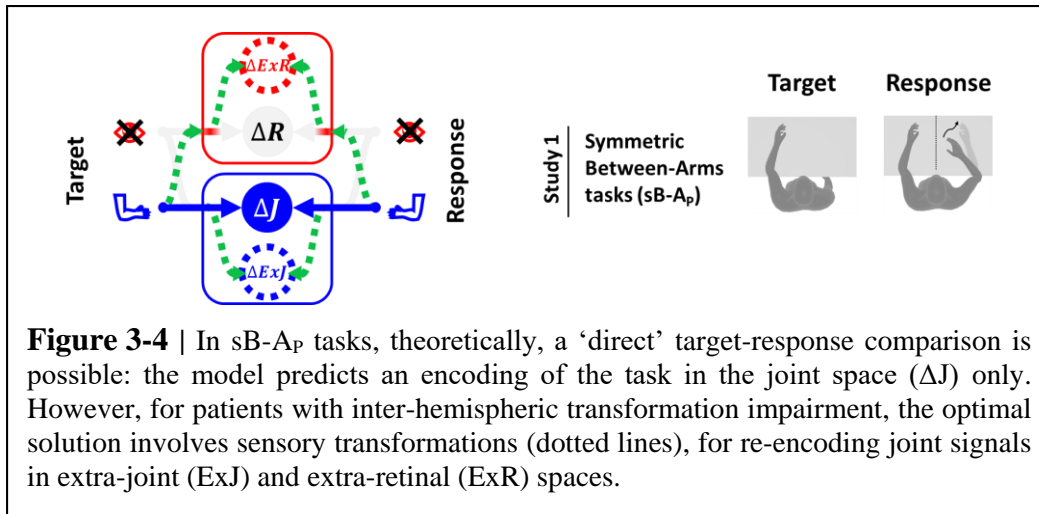 ΔExR
ΔR
Target
Response
ΔJ
ΔExJ
Target Response
Study 1
Symmetric
Between-Arms
tasks (sB-AP)
Figure 3-4 | In sB-AP tasks, theoretically, a ‘direct’ target-response comparison is
possible: the model predicts an encoding of the task in the joint space (ΔJ) only.
However, for patients with inter-hemispheric transformation impairment, the optimal
solution involves sensory transformations (dotted lines), for re-encoding joint signals
in extra-joint (ExJ) and extra-retinal (ExR) spaces.